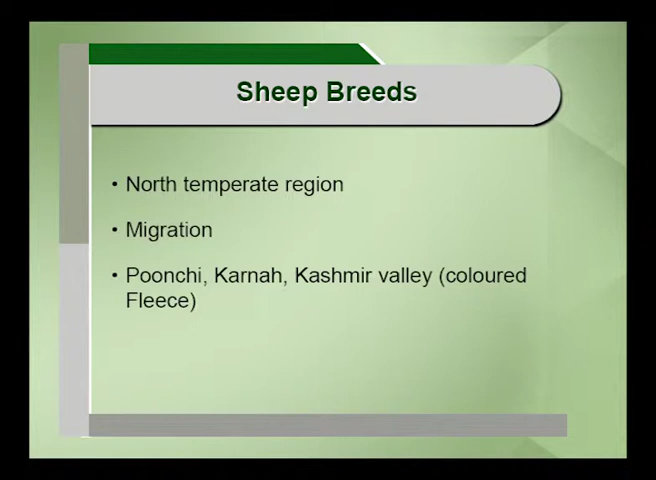 Sheep Breeds
• North temperate region
• Migration
• Poonchi, Karnah, Kashmir valley (coloured
Fleece)